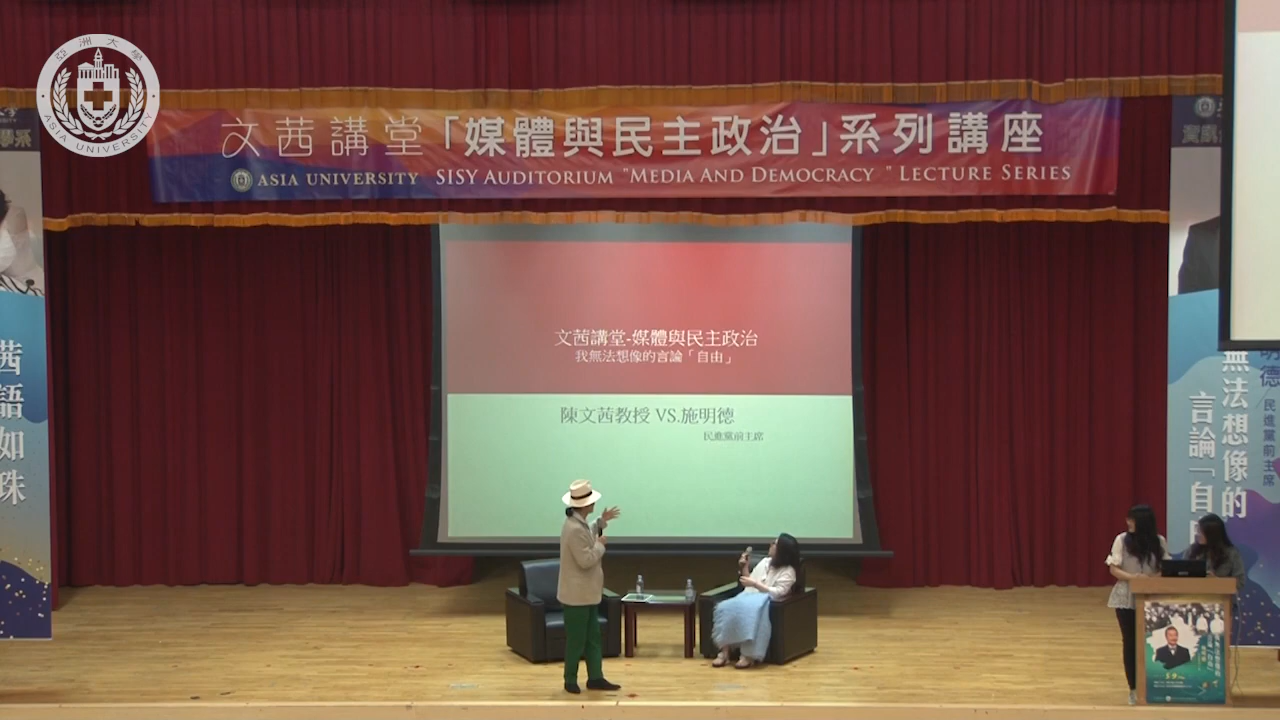 亞洲大學
ASIA UNIVERSITY
文茜講堂「媒體與民主政治」系列講座
ASIA UNIVERSITY SISY AUDITORIUM "MEDIA AND DEMOCRACY " LECTURE SERIES
文茜講堂-媒體與民主政治
我無法想像的言論「自由」
陳文茜教授 VS.施明德
民進黨前主席
茜語如珠
明德
民進黨前主席
無法想像的
言論「自